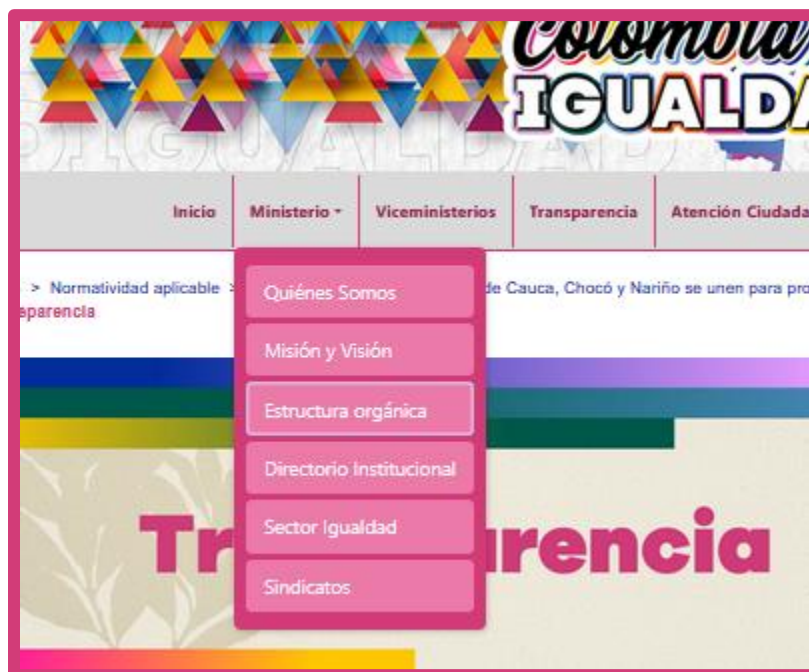 Colombia
IGUALDA
Inicio Ministerio Viceministerios Transparencia Atención Ciudada
> Normatividad aplicable > de Cauca, Chocó y Nariño se unen para pro
sparencia
Quiénes Somos
Misión y Visión
Estructura orgánica
Directorio Institucional
Sector Igualdad
Sindicatos
Tr rencia